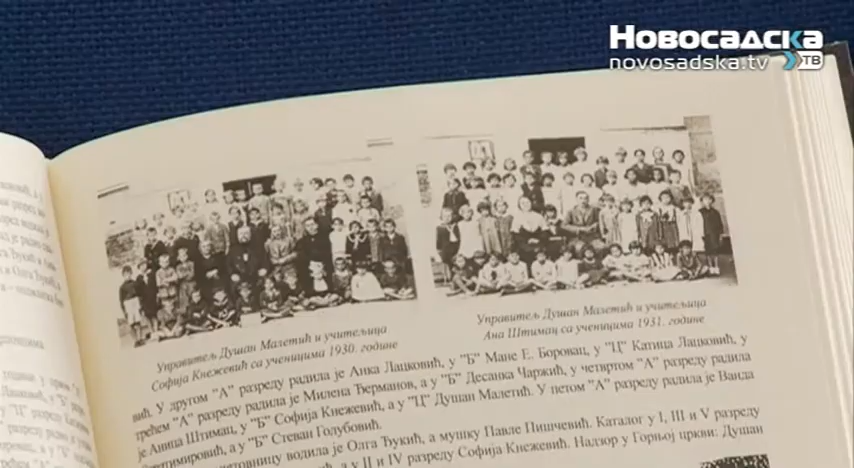 Новосадска
novosadska.tv ТВ
Управитељ Душан Малетић и учитељица
Софија Кнежевић са ученицима 1930. године
Управитељ Душан Малетић и учитељица
Ана Штимац са ученицима 1931. године
вић. У другом "А" разреду радила је Анка Лацковић, у "Б" Мане Е. Боровац, у "Ц" Катица Лацковић, у
трећем "А" разреду радила је Милена Ђерманов, а у "Б" Десанка Чаржић, у четвртом "А" разреду радила
је Аница Штимац, у "Б" Софија Кнежевић, а у "Ц" Душан Малетић. У петом "А" разреду радила је Ванда
а у "Б" Стеван Голубовић.
водила је Олга Ђукић, а мушку Павле Пишчевић. Каталог у I, III и V разреду
а у II и IV разреду Софија Кнежевић. Надзор у Горњој цркви: Душан